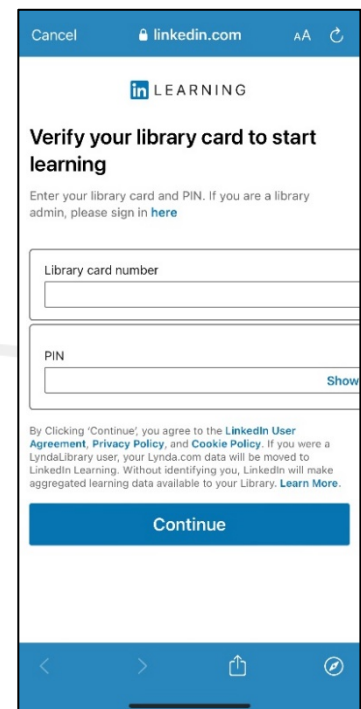 Cancel linkedin.com AA
in LEARNING
Verify your library card to start
learning
Enter your library card and PIN. If you are a library
admin, please sign in here
Library card number
PIN
Show
By Clicking 'Continue', you agree to the LinkedIn User
Agreement, Privacy Policy, and Cookie Policy. If you were a
LyndaLibrary user, your Lynda.com data will be moved to
LinkedIn Learning. Without identifying you, LinkedIn will make
aggregated learning data available to your Library. Learn More.
Continue